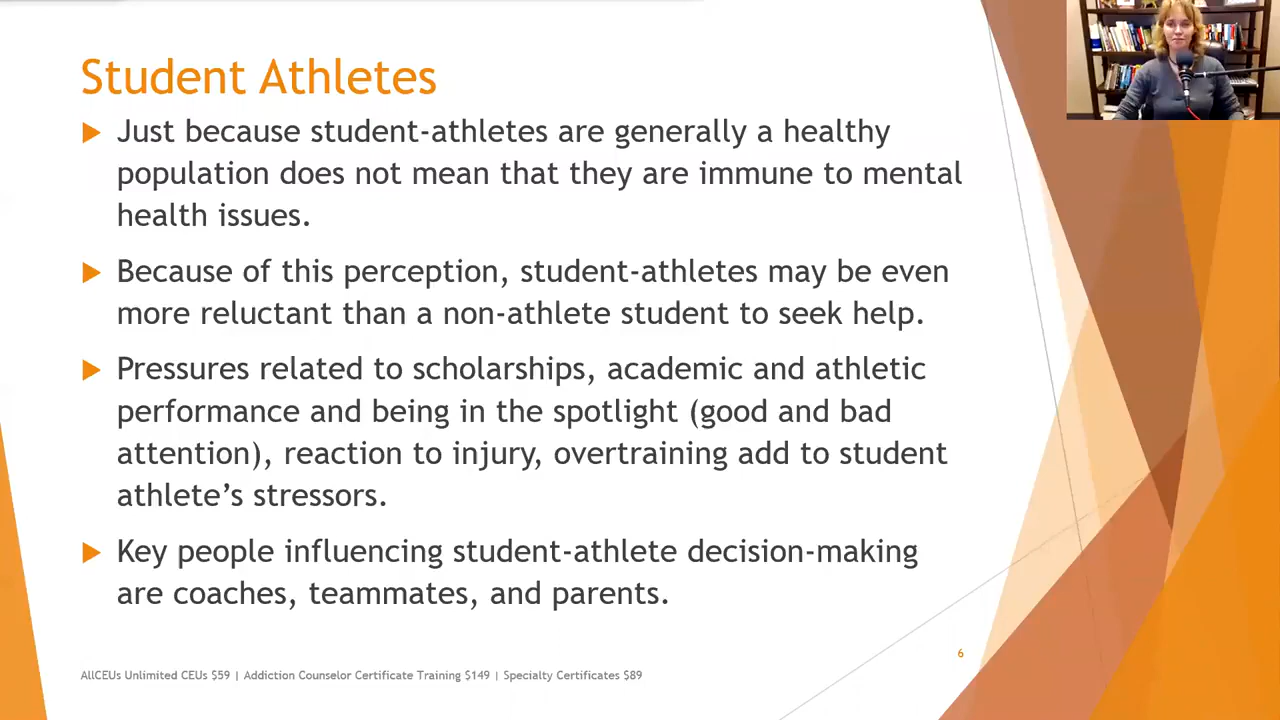 Student Athletes
Just because student-athletes are generally a healthy
population does not mean that they are immune to mental
health issues.
Because of this perception, student-athletes may be even
more reluctant than a non-athlete student to seek help.
Pressures related to scholarships, academic and athletic
performance and being in the spotlight (good and bad
attention), reaction to injury, overtraining add to student
athlete’s stressors.
Key people influencing student-athlete decision-making
are coaches, teammates, and parents.
6
AllCEUs Unlimited CEUs $59 | Addiction Counselor Certificate Training $149 | Specialty Certificates $89